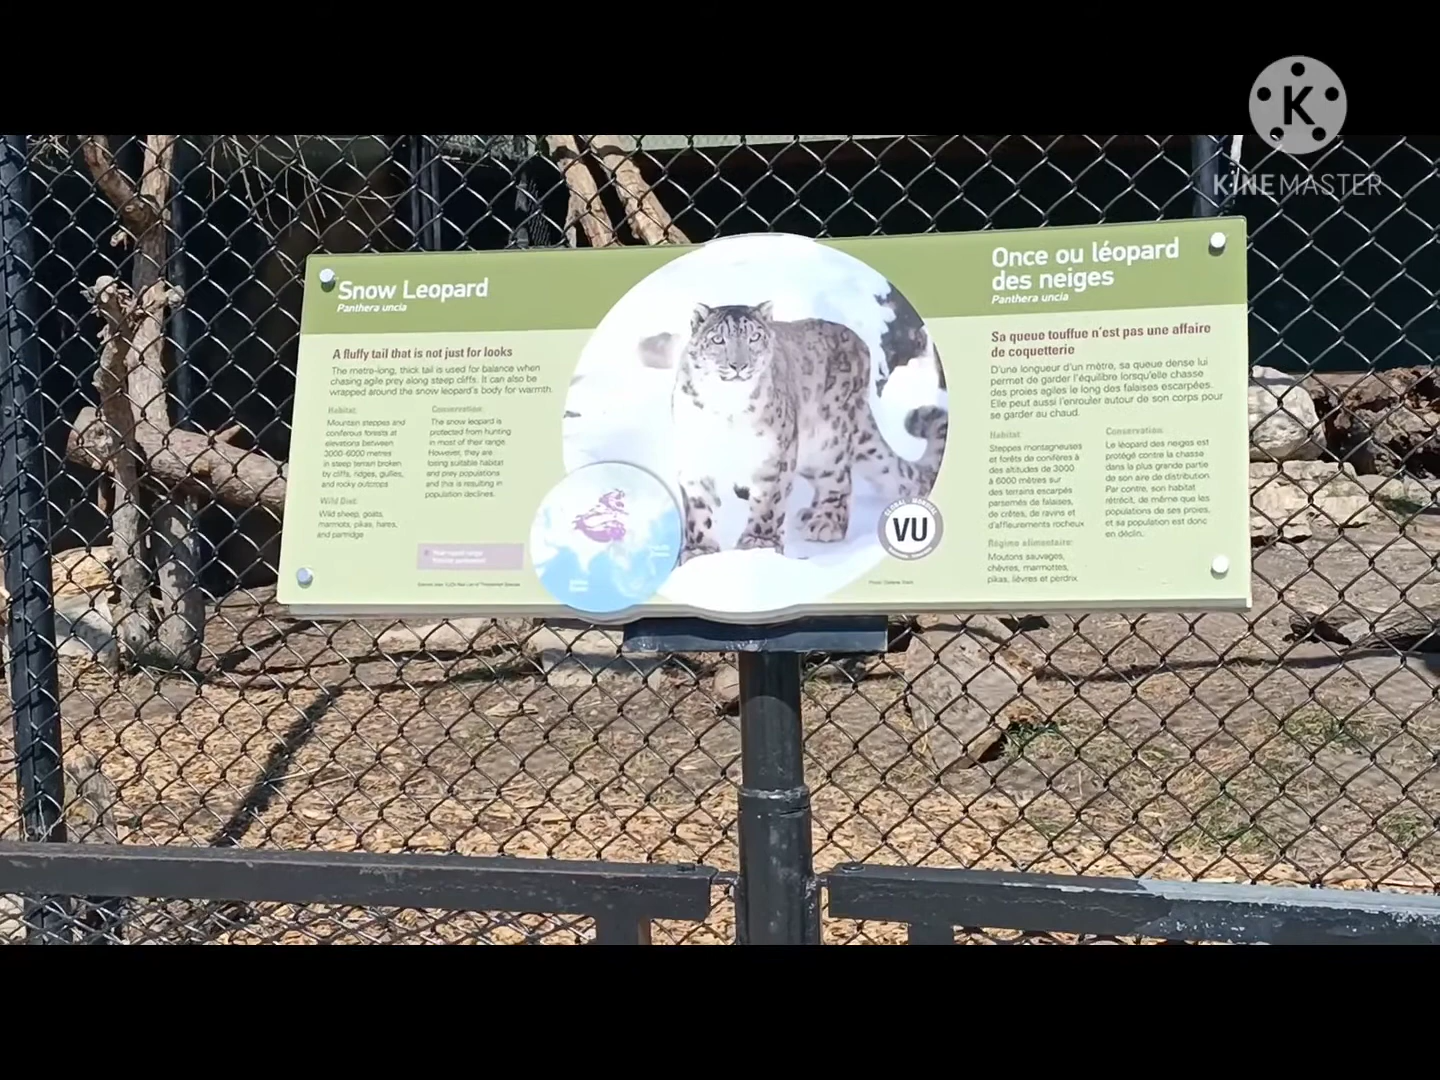 KINEMASTER
Snow Leopard
Panthera uncia
A fluffy tail that is not just for looks
The metre-long, thick tail is used for balance when
chasing agile prey along steep cliffs. It can also be
wrapped around the snow leopard's body for warmth.
Habitat:
Mountain steppes and
coniferous forests at
elevations between
3000-6000 metres
in steep terrain broken
by cliffs, ridges, gullies,
and rocky outcrops
Wild Diet:
Wild sheep, goats,
marmots, pikas, hares,
and partridge
Conservation:
The snow leopard is
protected from hunting
in most of their range.
However, they are
losing suitable habitat
and prey populations
and this is resulting in
population declines.
VU
Once ou léopard
des neiges
Panthera uncia
Sa queue touffue n'est pas une affaire
de coquetterie
D'une longueur d'un mètre, sa queue dense lui
permet de garder l'équilibre lorsqu'elle chasse
des proies agiles le long des falaises escarpées.
Elle peut aussi l'enrouler autour de son corps pour
se garder au chaud.
Habitat:
Steppes montagneuses
et forêts de conifères à
des altitudes de 3000
à 6000 mètres sur
des terrains escarpés
parsemés de falaises,
de crêtes, de ravins et
d'affleurements rocheux
Régime alimentaire:
Moutons sauvages,
chèvres, marmottes,
pikas, lièvres et perdrix
Conservation:
Le léopard des neiges est
protégé contre la chasse
dans la plus grande partie
de son aire de distribution.
Par contre, son habitat
rétrécit, de même que les
populations de ses proies,
et sa population est donc
en déclin.